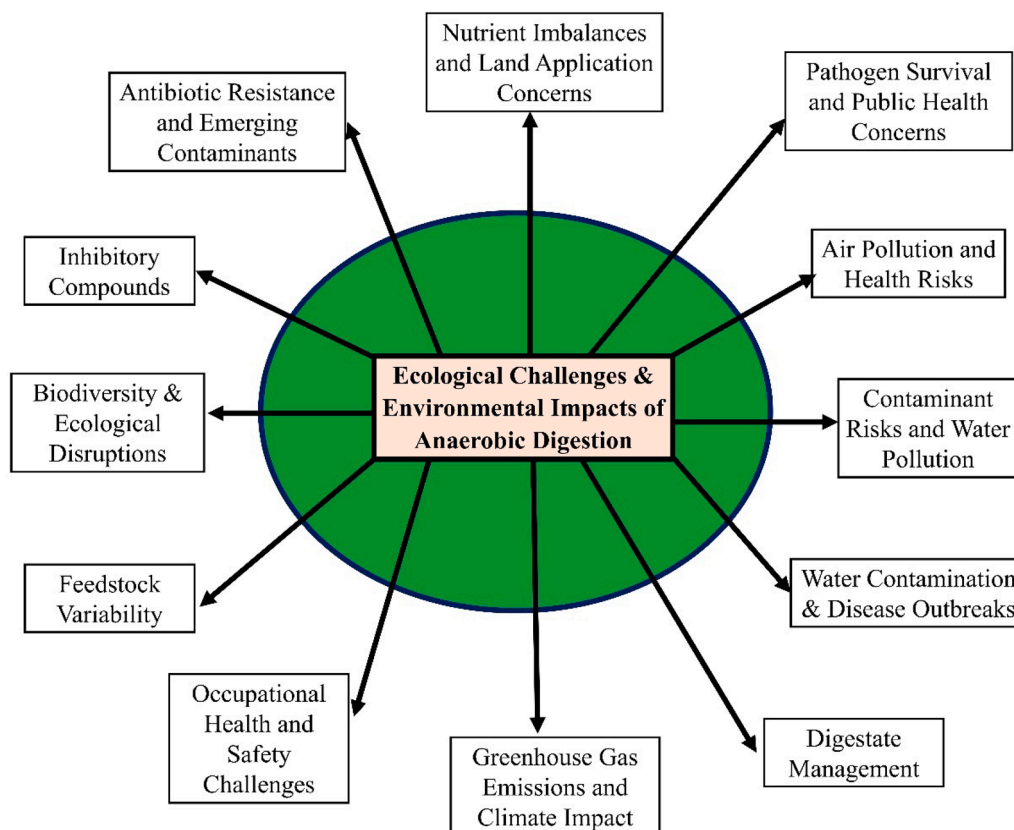 Nutrient Imbalances
and Land Application
Concerns
Pathogen Survival
and Public Health
Concerns
Antibiotic Resistance
and Emerging
Contaminants
Air Pollution and
Health Risks
Inhibitory
Compounds
Ecological Challenges &
Environmental Impacts of
Anaerobic Digestion
Biodiversity &
Ecological
Disruptions
Contaminant
Risks and Water
Pollution
Feedstock
Variability
Water Contamination
& Disease Outbreaks
Occupational
Health and
Safety
Challenges
Greenhouse Gas
Emissions and
Climate Impact
Digestate
Management